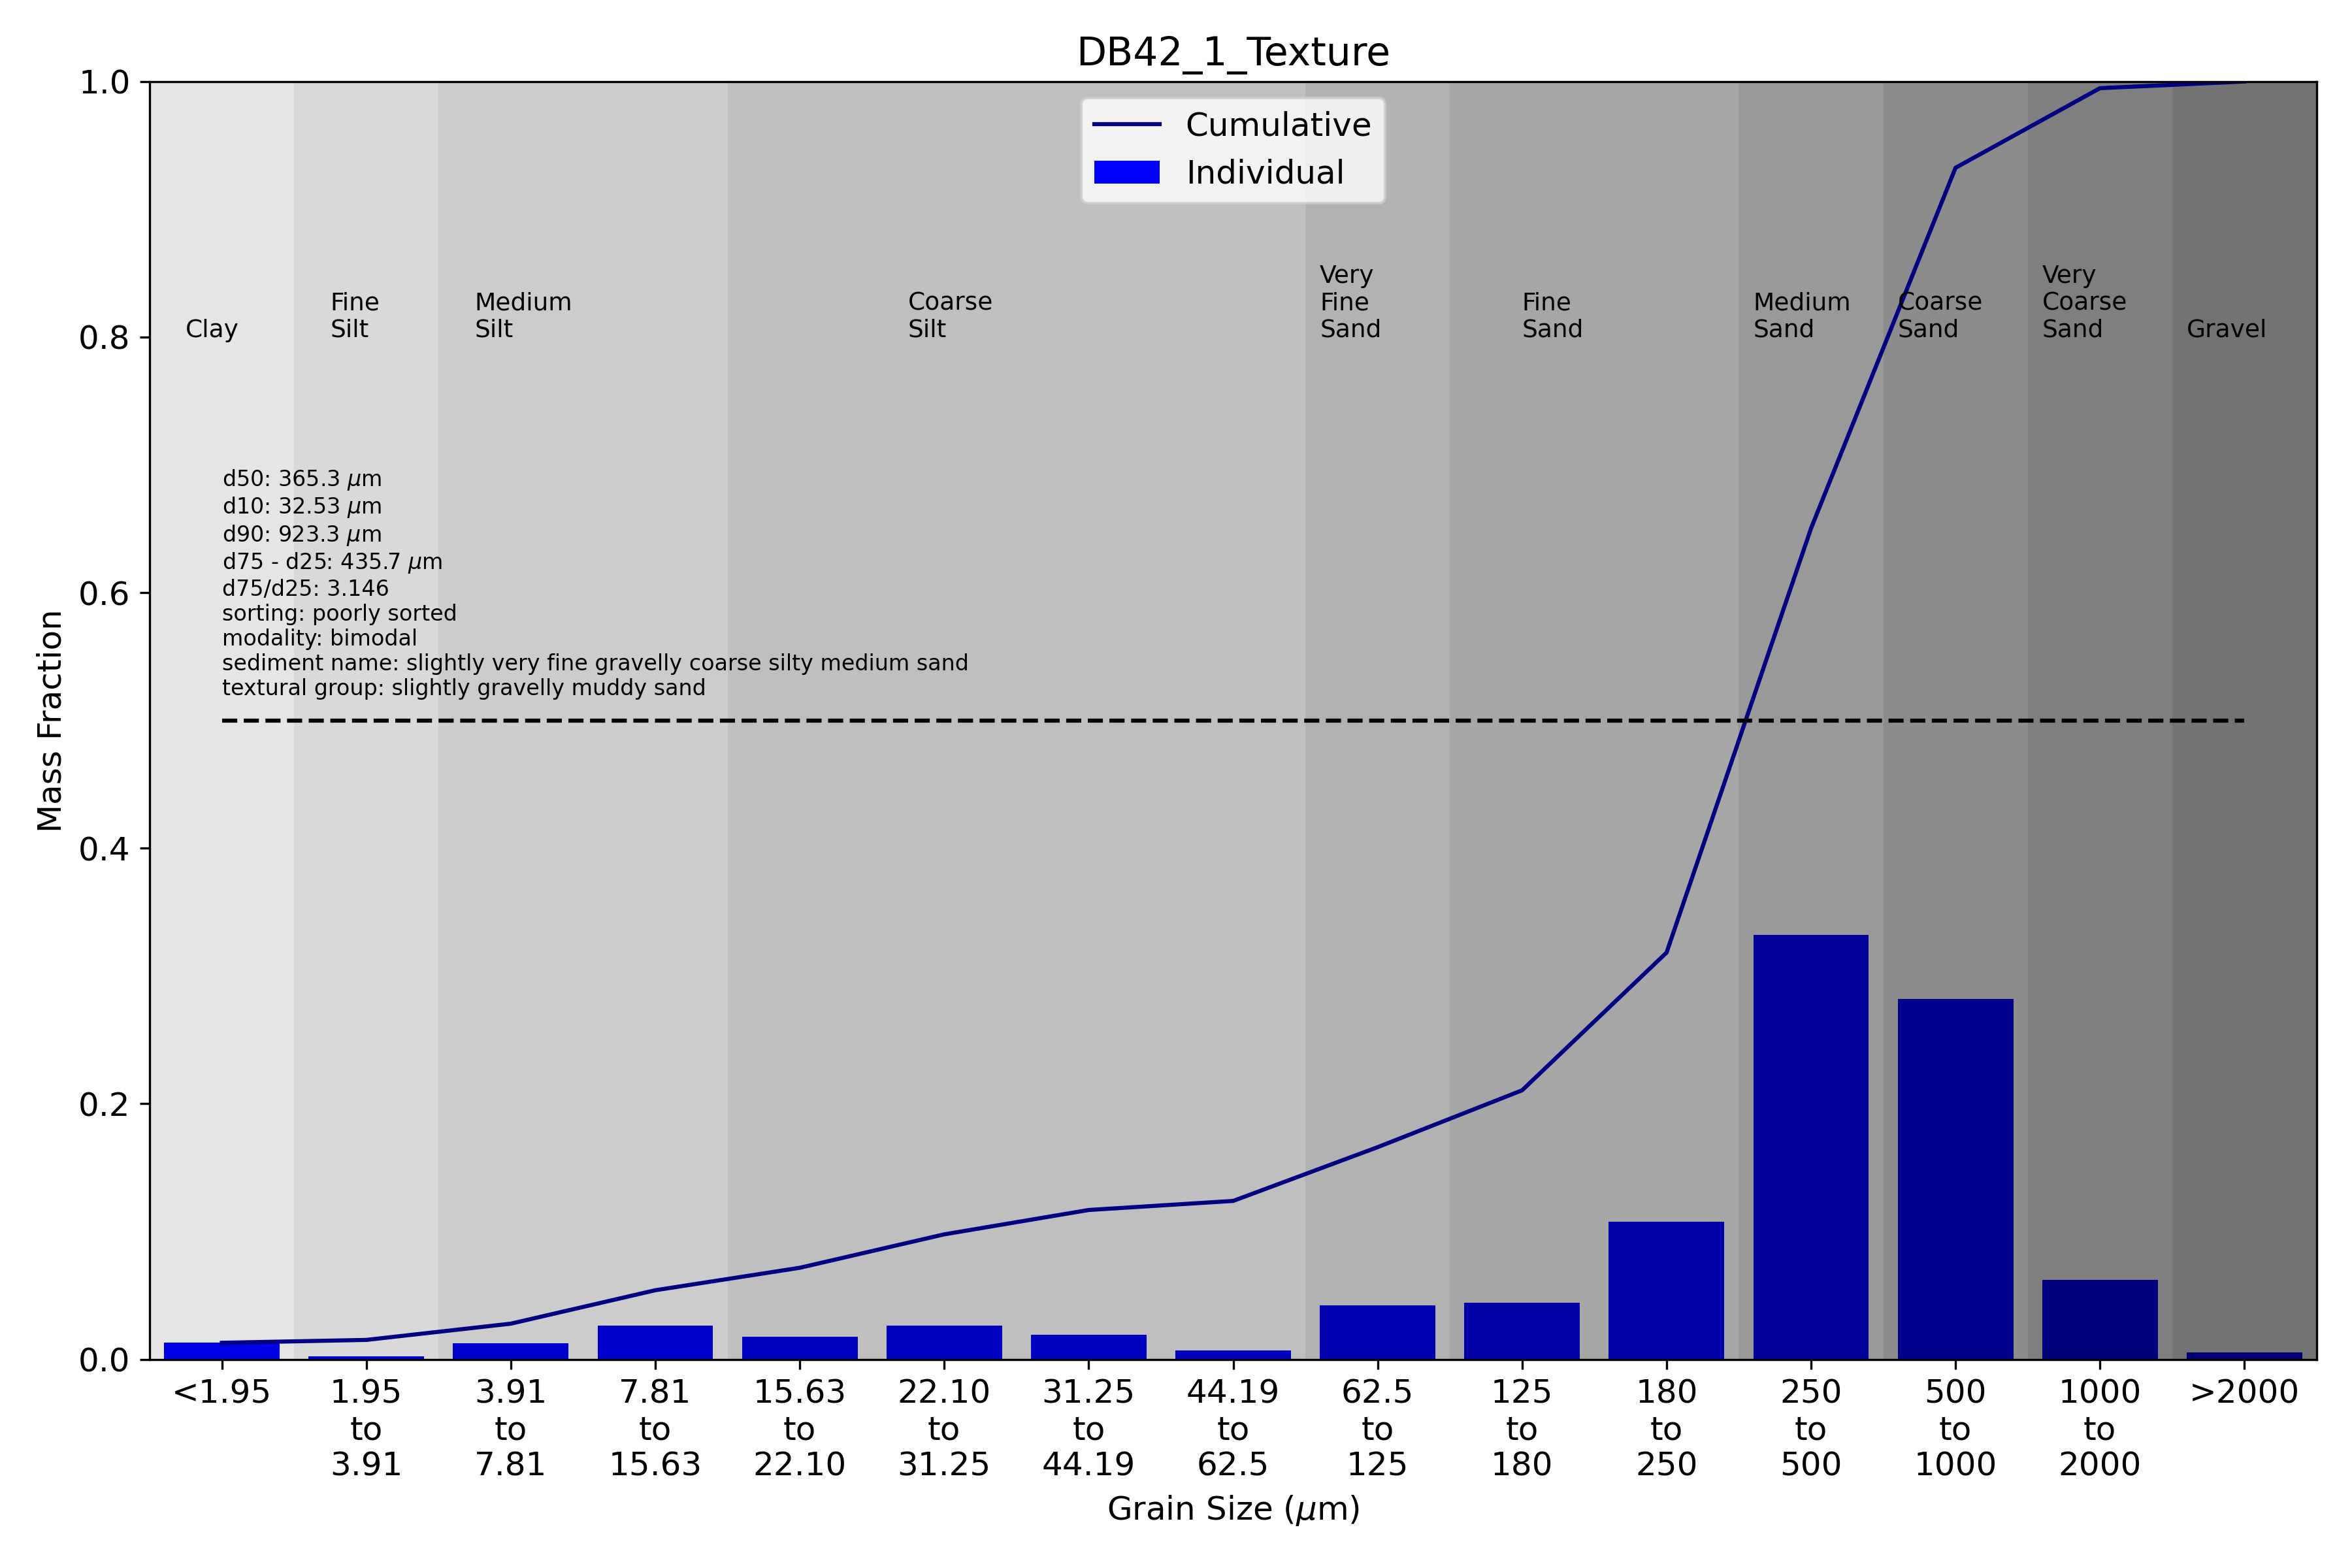 DB42_1_Texture
1.0
0.8
0.6
0.4
0.2
0.0
Mass Fraction
Cumulative
Individual
Clay
Fine
Silt
Medium
Silt
Coarse
Silt
Very
Fine
Sand
Fine
Sand
Medium
Sand
Coarse
Sand
Very
Coarse
Sand
Gravel
d50: 365.3 μm
d10: 32.53 μm
d90: 923.3 μm
d75 - d25: 435.7 μm
d75/d25: 3.146
sorting: poorly sorted
modality: bimodal
sediment name: slightly very fine gravelly coarse silty medium sand
textural group: slightly gravelly muddy sand
<1.95
1.95
to
3.91
3.91
to
7.81
7.81
to
15.63
15.63
to
22.10
22.10
to
31.25
31.25
to
44.19
44.19
to
62.5
62.5
to
125
125
to
180
180
to
250
250
to
500
500
to
1000
1000
to
2000
>2000
Grain Size (μm)